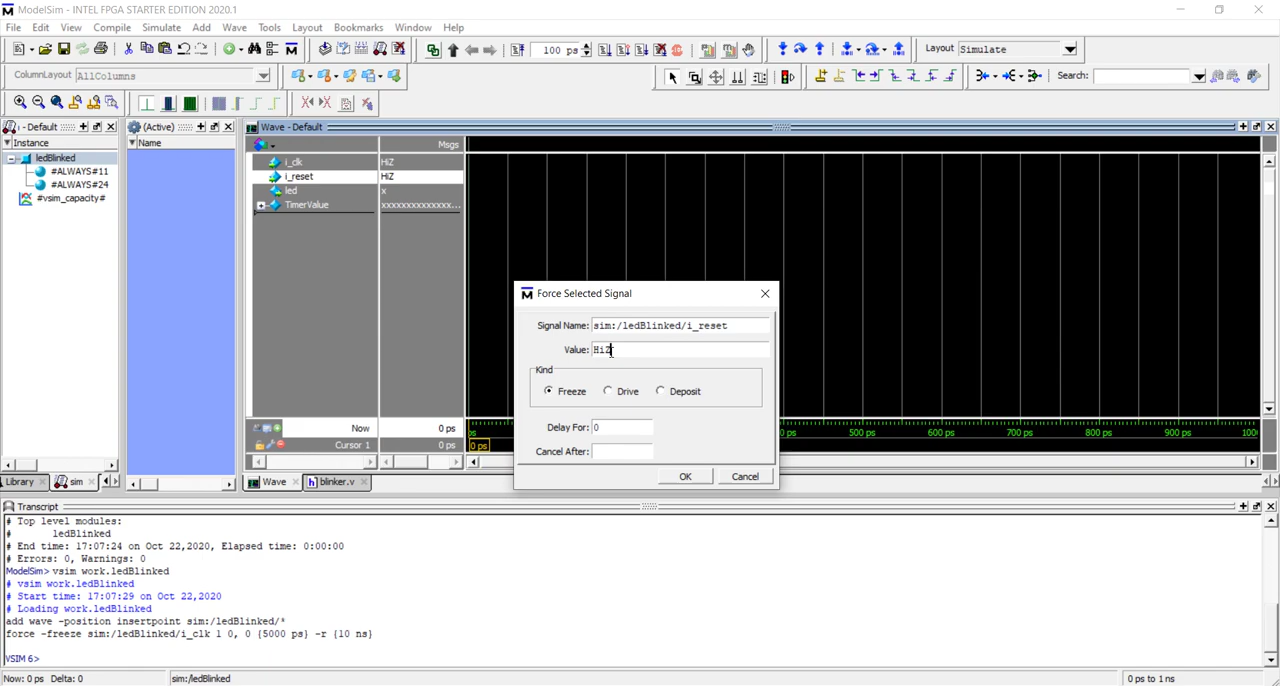 ModelSim - INTEL FPGA STARTER EDITION 2020.1
File Edit View Compile Simulate Add Wave Tools Layout Bookmarks Window Help
100 ps
Layout Simulate
ColumnLayout AllColumns
Search:
- Default
(Active)
Wave - Default
Instance
Name
Msgs
ledBlinked
#ALWAYS#11
#ALWAYS#24
#vsim_capacity#
i_clk HiZ
i_reset HiZ
led x
TimerValue xxxxxxxxxxxxxx...
Force Selected Signal
Signal Name: sim:/ledBlinked/i_reset
Value: HiZ
Kind
Freeze Drive Deposit
Delay For: 0
Cancel After:
OK Cancel
Now 0 ps
Cursor 1 0 ps
ps 500 ps 600 ps 700 ps 800 ps 900 ps 100
0 ps
Library sim
Wave blinker.v
Transcript
# Top level modules:
# ledBlinked
# End time: 17:07:24 on Oct 22,2020, Elapsed time: 0:00:00
# Errors: 0, Warnings: 0
ModelSim> vsim work.ledBlinked
# vsim work.ledBlinked
# Start time: 17:07:29 on Oct 22,2020
# Loading work.ledBlinked
add wave -position insertpoint sim:/ledBlinked/*
force -freeze sim:/ledBlinked/i_clk 1 0, 0 {5000 ps} -r {10 ns}
VSIM 6>
Now: 0 ps Delta: 0
sim:/ledBlinked
0 ps to 1 ns